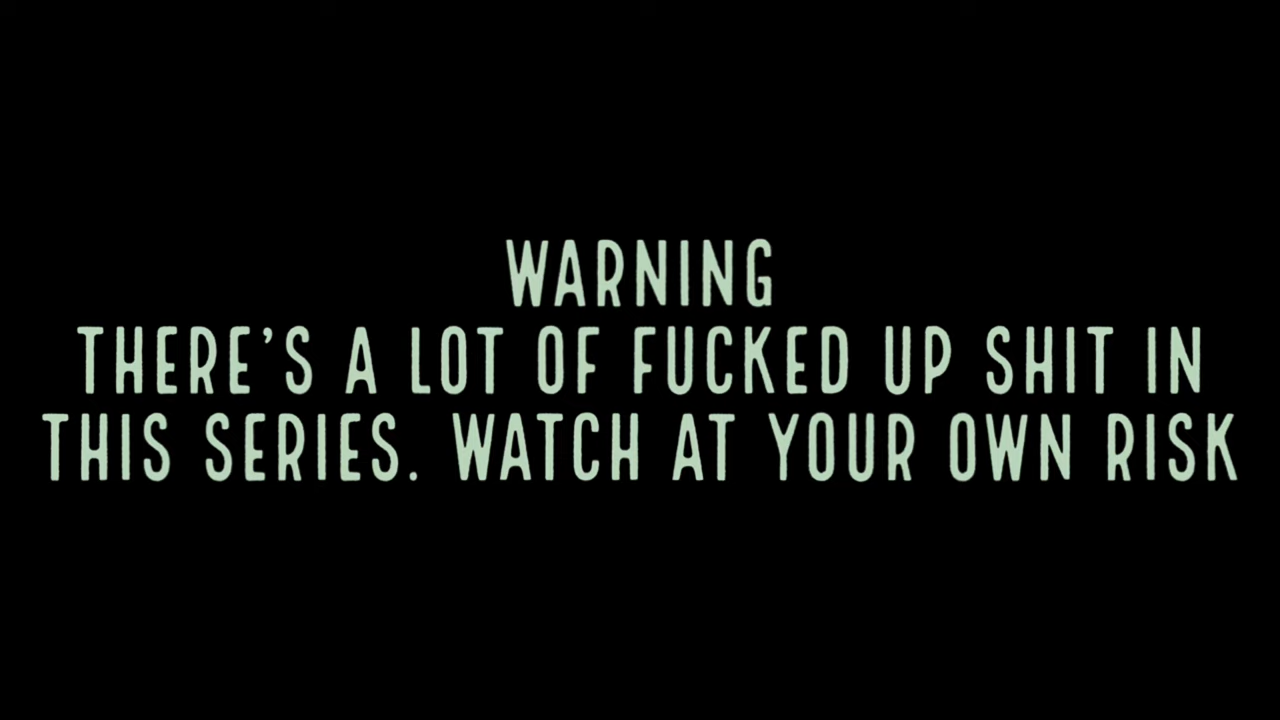 WARNING
THERE'S A LOT OF FUCKED UP SHIT IN
THIS SERIES. WATCH AT YOUR OWN RISK